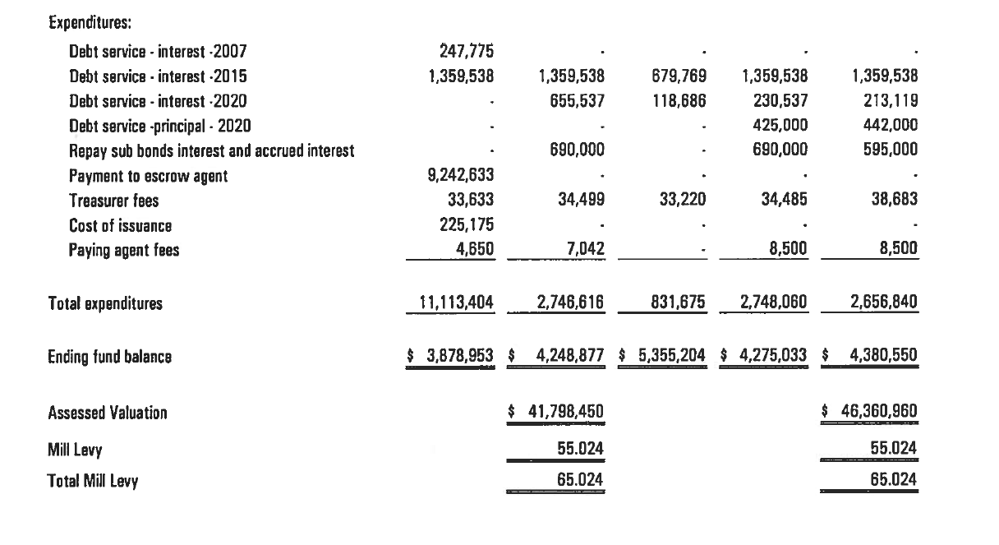 Expenditures:
Debt service - interest -2007 247,775 - - - -
Debt service - interest -2015 1,359,538 1,359,538 679,769 1,359,538 1,359,538
Debt service - interest -2020 - 655,537 118,686 230,537 213,119
Debt service -principal - 2020 - - - 425,000 442,000
Repay sub bonds interest and accrued interest - 690,000 - 690,000 595,000
Payment to escrow agent 9,242,633 - - - -
Treasurer fees 33,633 34,499 33,220 34,485 38,683
Cost of issuance 225,175 - - - -
Paying agent fees 4,650 7,042 - 8,500 8,500
Total expenditures 11,113,404 2,746,616 831,675 2,748,060 2,656,840
Ending fund balance $ 3,878,953 $ 4,248,877 $ 5,355,204 $ 4,275,033 $ 4,380,550
Assessed Valuation $ 41,798,450 $ 46,360,960
Mill Levy 55.024 55.024
Total Mill Levy 65.024 65.024